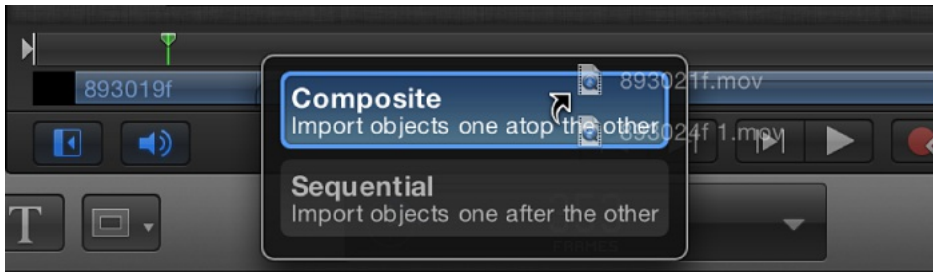 893019f
893021f.mov
Composite
Import objects one atop the other
893024f 1.mov
Sequential
Import objects one after the other
T
FRAMES